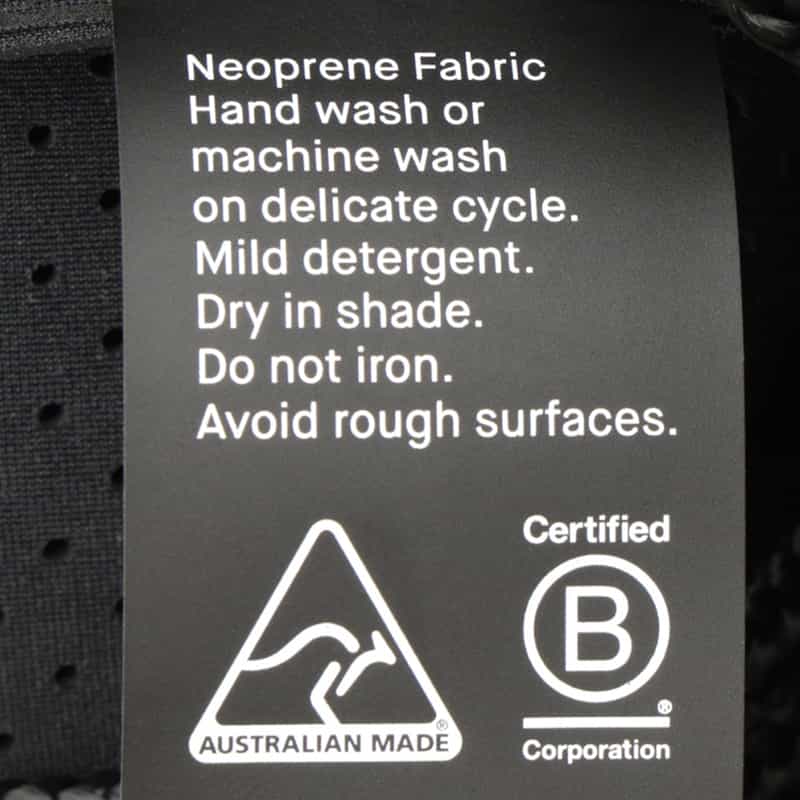 Neoprene Fabric
Hand wash or
machine wash
on delicate cycle.
Mild detergent.
Dry in shade.
Do not iron.
Avoid rough surfaces.
Certified
B
®
Corporation
®
AUSTRALIAN MADE